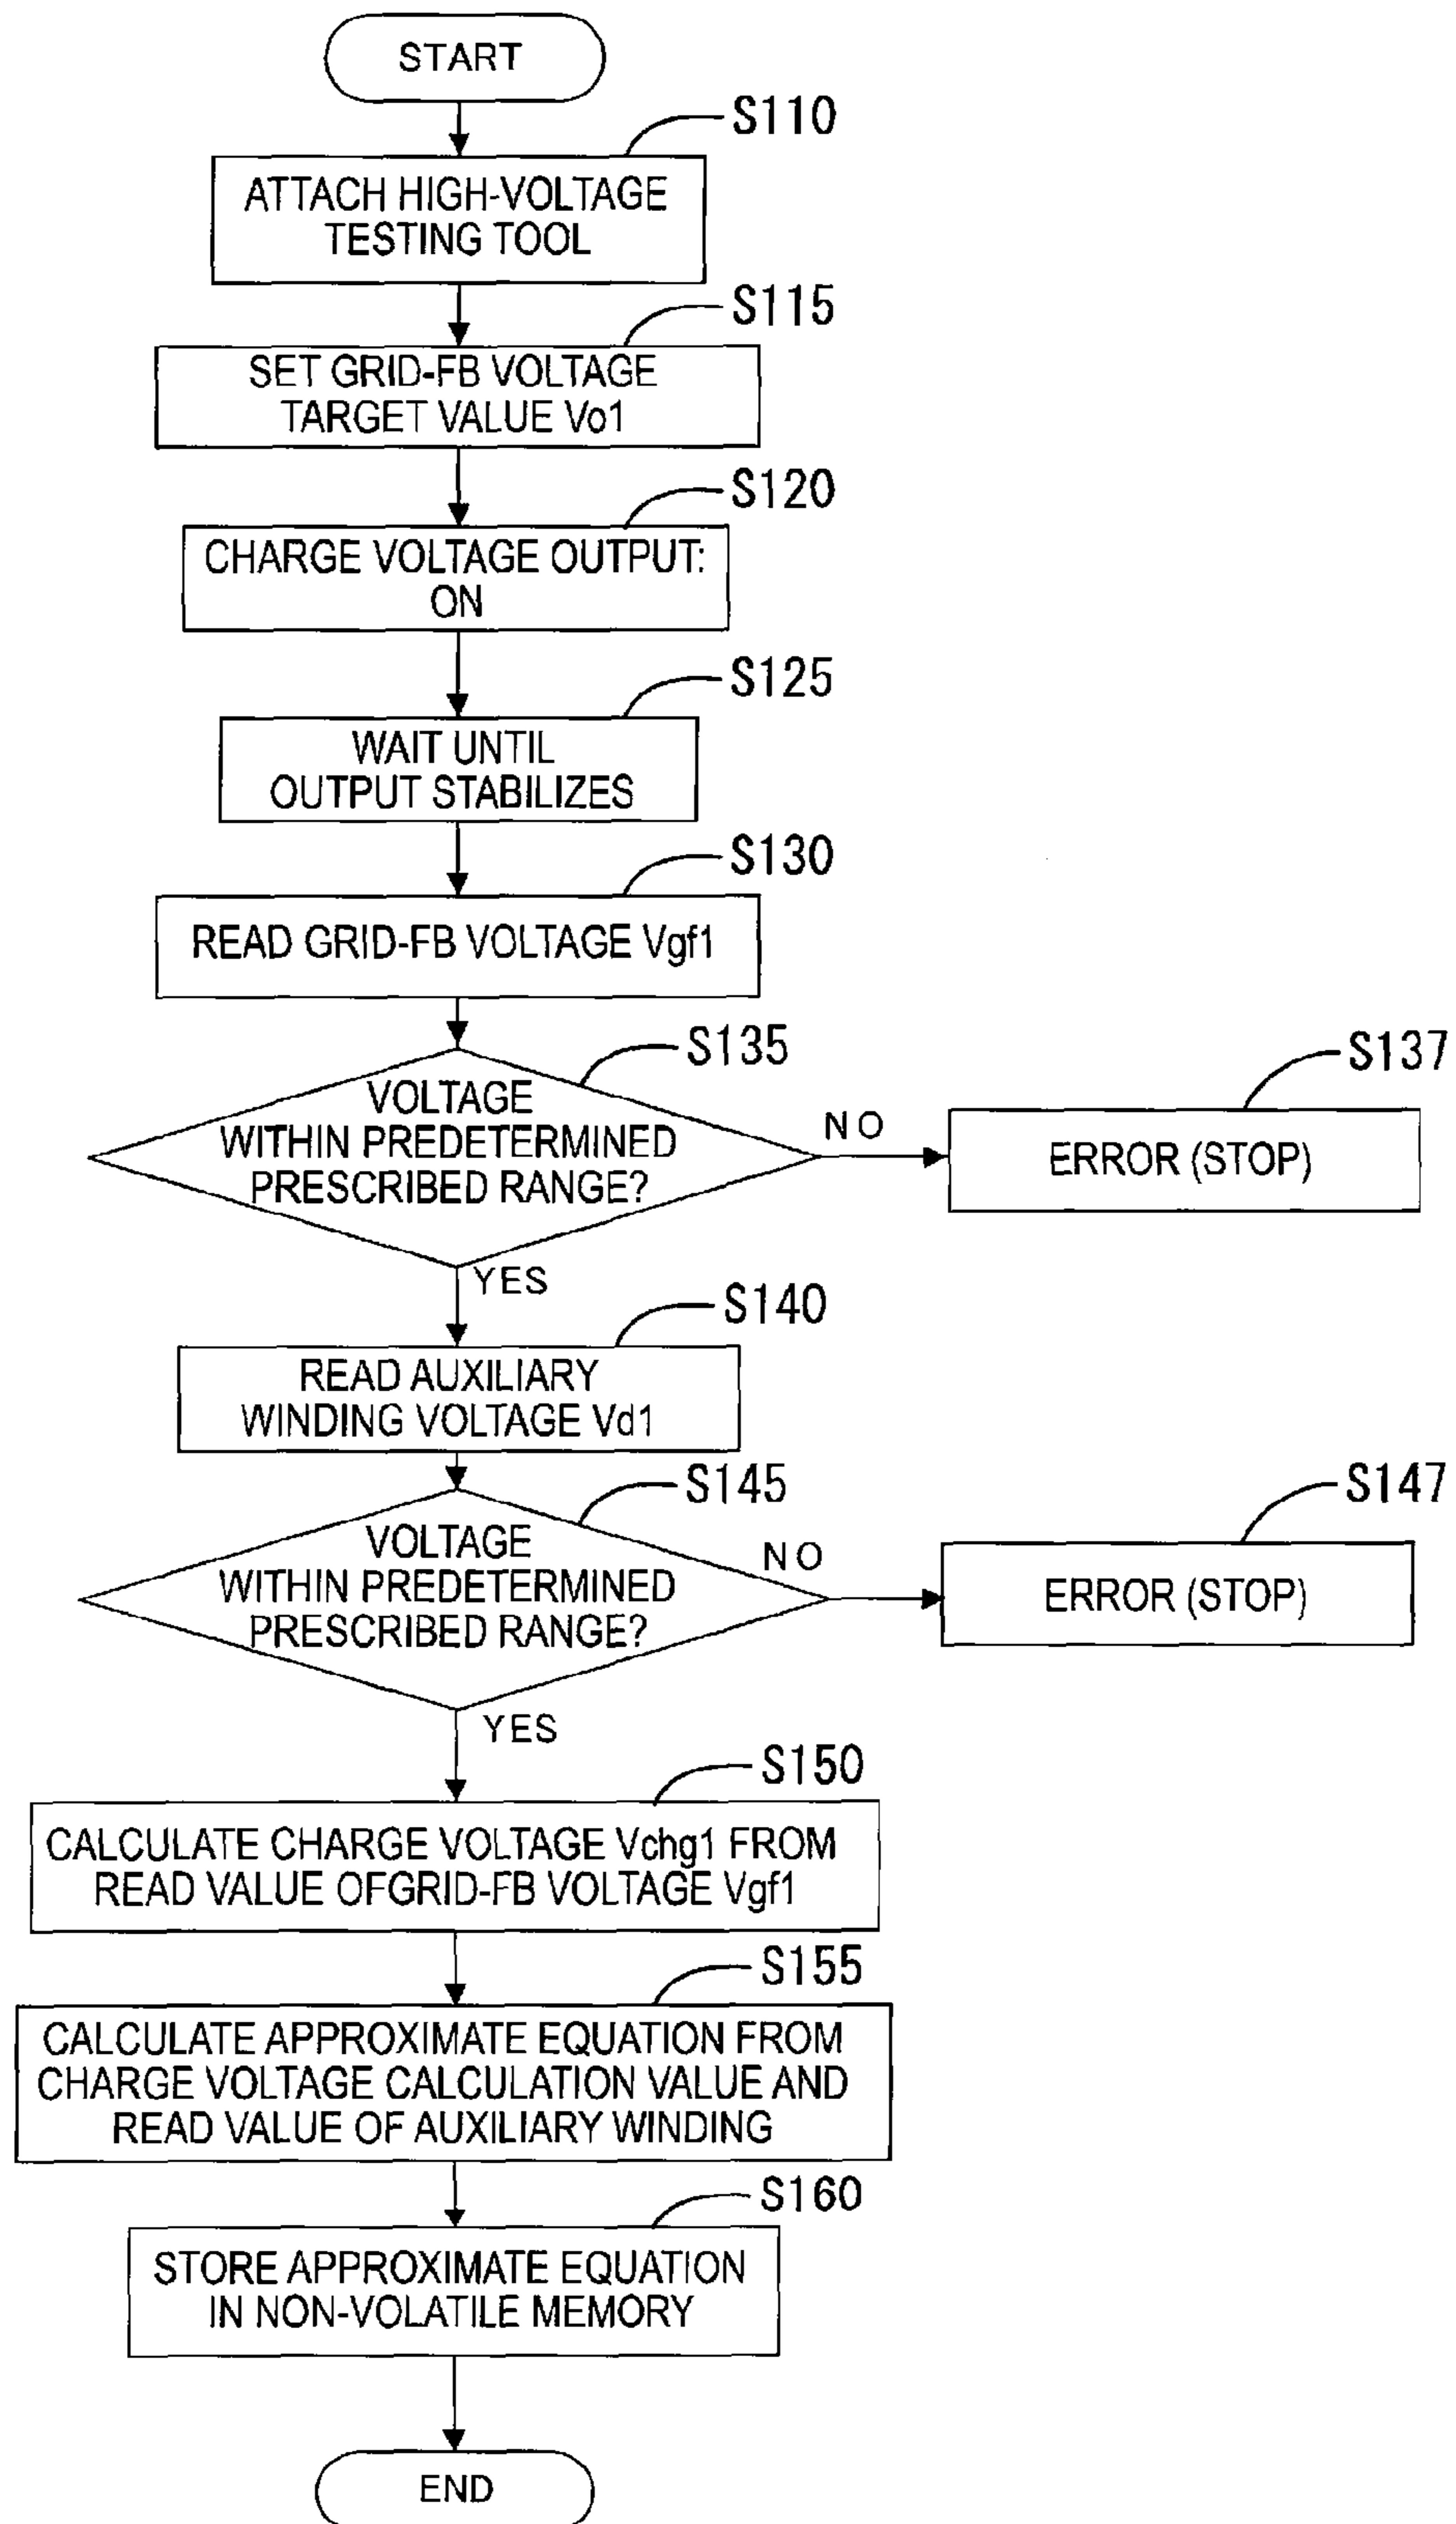 START
S110
ATTACH HIGH-VOLTAGE
TESTING TOOL
S115
SET GRID-FB VOLTAGE
TARGET VALUE Vo1
S120
CHARGE VOLTAGE OUTPUT:
ON
S125
WAIT UNTIL
OUTPUT STABILIZES
S130
READ GRID-FB VOLTAGE Vgf1
S135
VOLTAGE
WITHIN PREDETERMINED
PRESCRIBED RANGE?
NO
S137
ERROR (STOP)
YES
S140
READ AUXILIARY
WINDING VOLTAGE Vd1
S145
VOLTAGE
WITHIN PREDETERMINED
PRESCRIBED RANGE?
NO
S147
ERROR (STOP)
YES
S150
CALCULATE CHARGE VOLTAGE Vchg1 FROM
READ VALUE OFGRID-FB VOLTAGE Vgf1
S155
CALCULATE APPROXIMATE EQUATION FROM
CHARGE VOLTAGE CALCULATION VALUE AND
READ VALUE OF AUXILIARY WINDING
S160
STORE APPROXIMATE EQUATION
IN NON-VOLATILE MEMORY
END